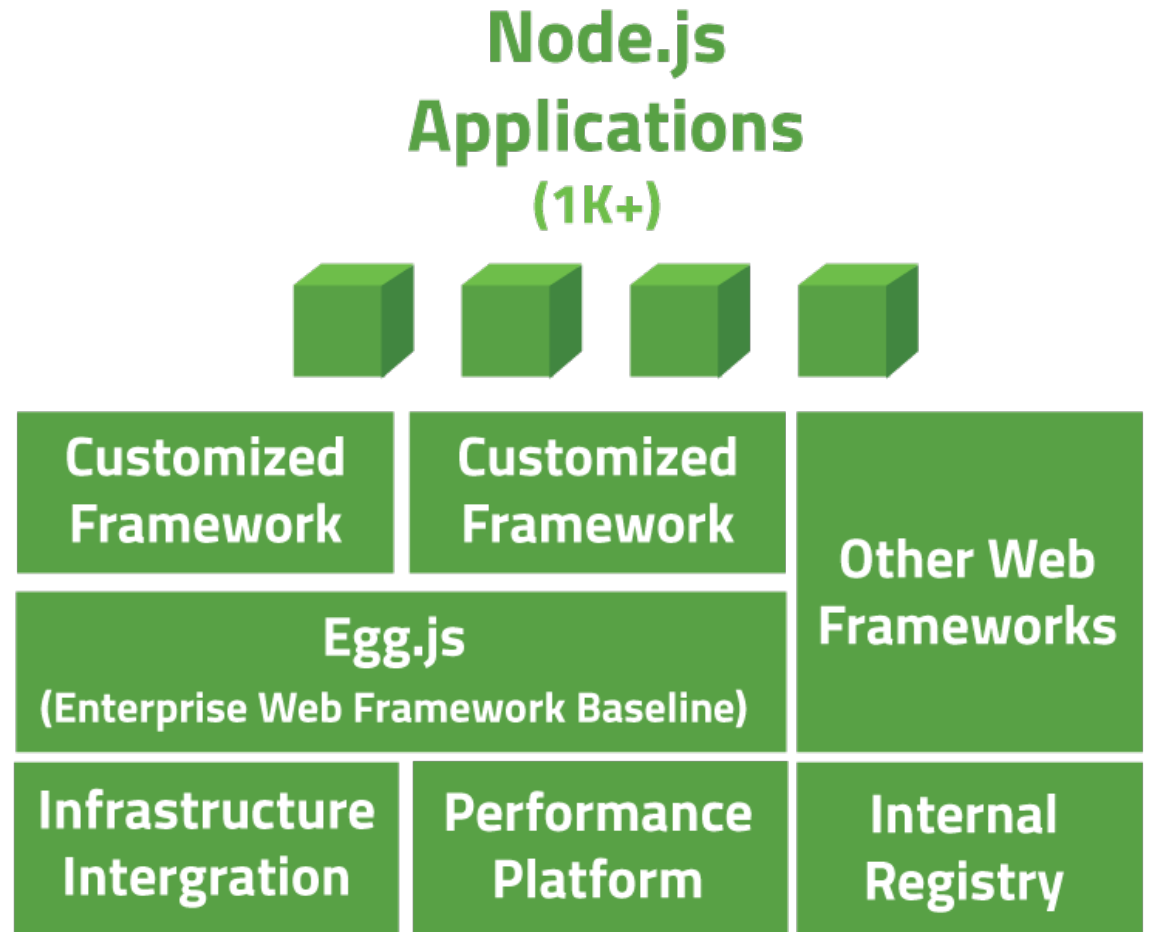 Node.js
Applications
(1K+)
Customized
Framework
Customized
Framework
Other Web
Frameworks
Egg.js
(Enterprise Web Framework Baseline)
Infrastructure
Intergration
Performance
Platform
Internal
Registry